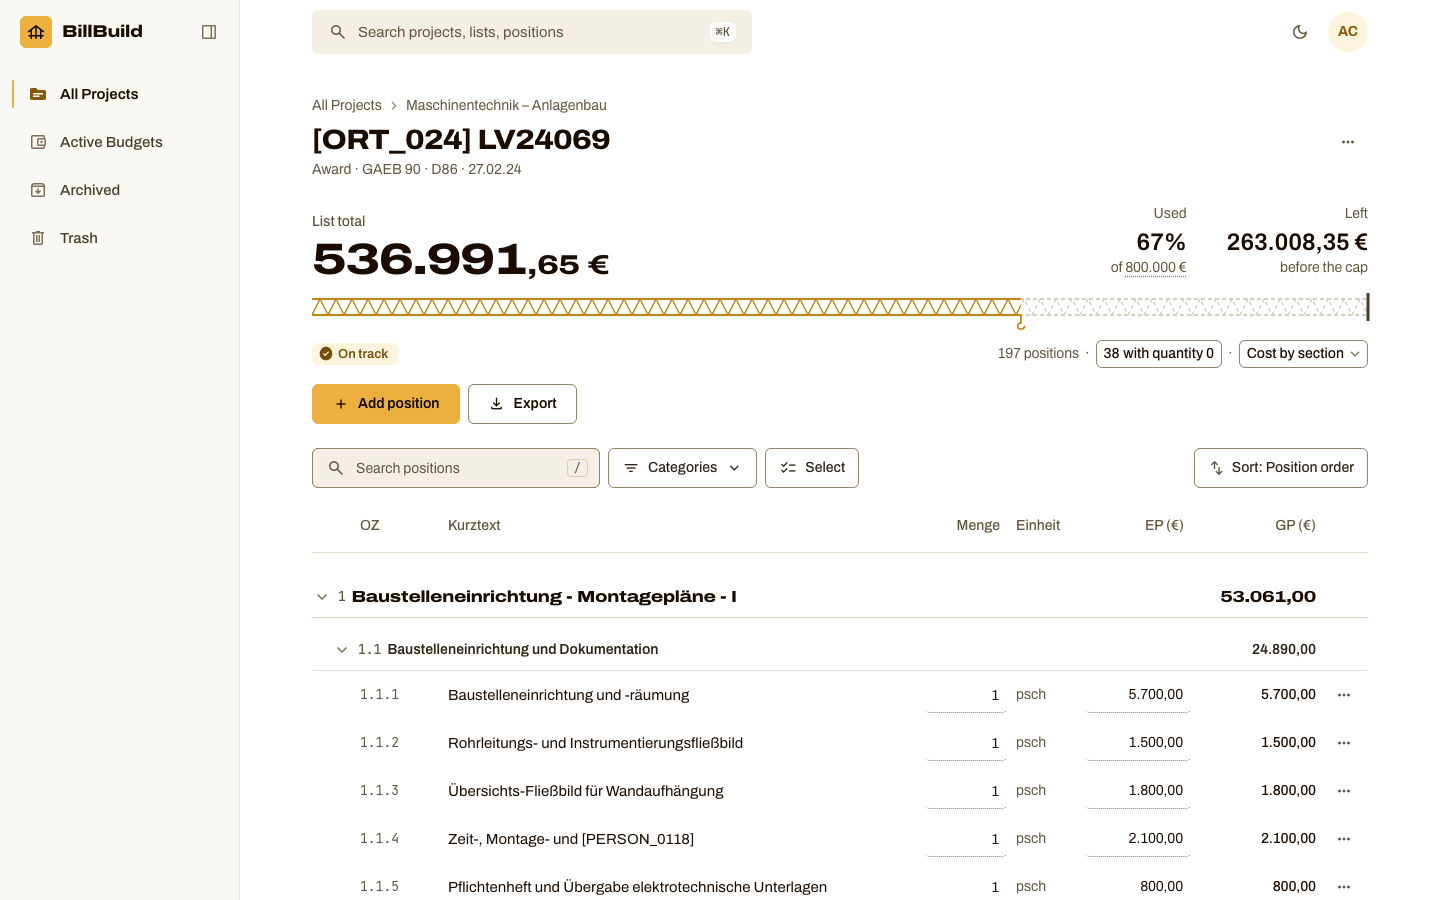 BillBuild
Search projects, lists, positions
⌘K
AC
All Projects
Active Budgets
Archived
Trash
All Projects > Maschinentechnik – Anlagenbau
[ORT_024] LV24069
Award · GAEB 90 · D86 · 27.02.24
List total
536.991,65 €
Used
67%
of 800.000 €
Left
263.008,35 €
before the cap
On track
197 positions · 38 with quantity 0 · Cost by section
Add position
Export
Search positions
/
Categories
Select
Sort: Position order
OZ Kurztext Menge Einheit EP (€) GP (€)
1 Baustelleneinrichtung - Montagepläne - I 53.061,00
1.1 Baustelleneinrichtung und Dokumentation 24.890,00
1.1.1 Baustelleneinrichtung und -räumung 1 psch 5.700,00 5.700,00
1.1.2 Rohrleitungs- und Instrumentierungsfließbild 1 psch 1.500,00 1.500,00
1.1.3 Übersichts-Fließbild für Wandaufhängung 1 psch 1.800,00 1.800,00
1.1.4 Zeit-, Montage- und [PERSON_0118] 1 psch 2.100,00 2.100,00
1.1.5 Pflichtenheft und Übergabe elektrotechnische Unterlagen 1 psch 800,00 800,00